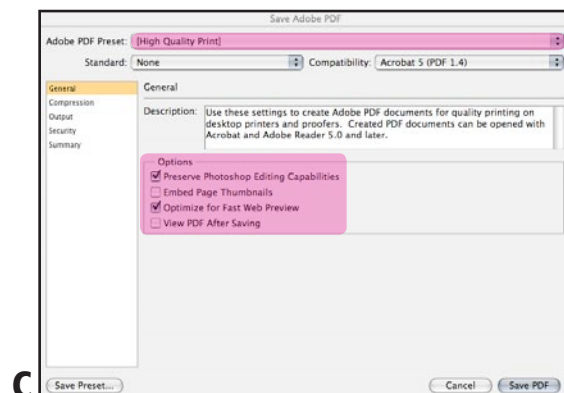 Save Adobe PDF
Adobe PDF Preset: [High Quality Print]
Standard: None Compatibility: Acrobat 5 (PDF 1.4)
General
Compression
Output
Security
Summary
General
Description: Use these settings to create Adobe PDF documents for quality printing on
desktop printers and proofers. Created PDF documents can be opened with
Acrobat and Adobe Reader 5.0 and later.
Options
Preserve Photoshop Editing Capabilities
Embed Page Thumbnails
Optimize for Fast Web Preview
View PDF After Saving
C
Save Preset... Cancel Save PDF